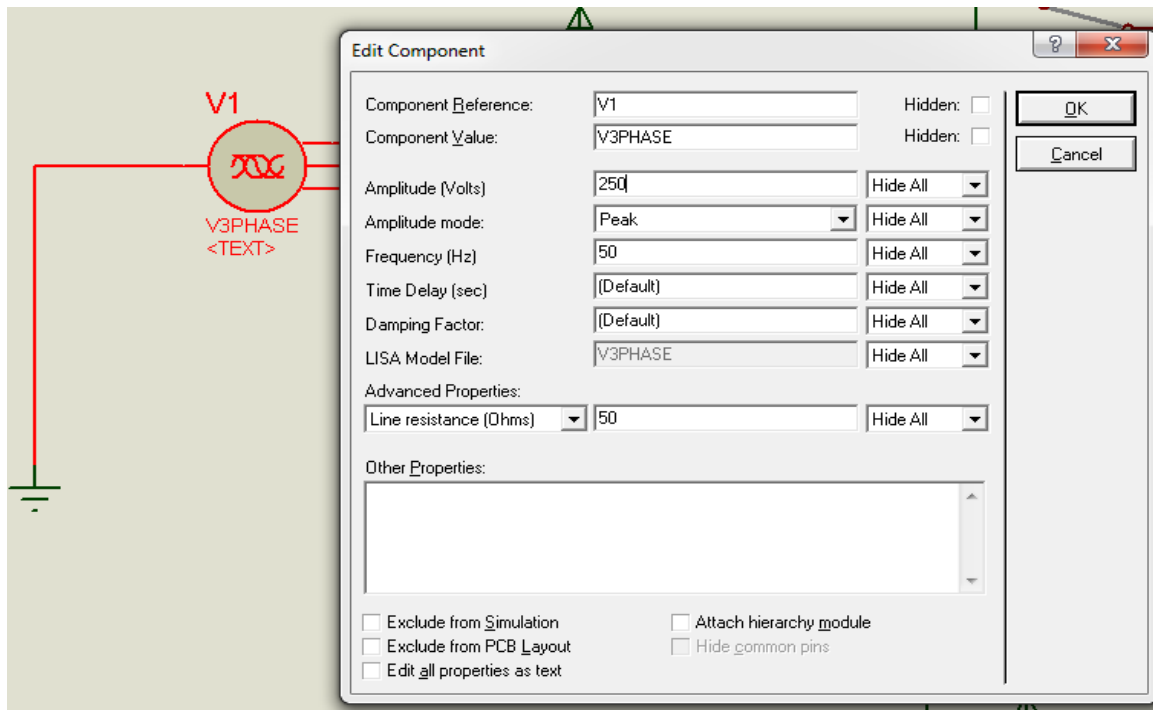 Edit Component
V1
V3PHASE
<TEXT>
Component Reference: V1 Hidden:
Component Value: V3PHASE Hidden:
Amplitude (Volts) 250 Hide All
Amplitude mode: Peak Hide All
Frequency (Hz) 50 Hide All
Time Delay (sec) (Default) Hide All
Damping Factor: (Default) Hide All
LISA Model File: V3PHASE Hide All
Advanced Properties:
Line resistance (Ohms) 50 Hide All
Other Properties:
Exclude from Simulation Attach hierarchy module
Exclude from PCB Layout Hide common pins
Edit all properties as text
OK
Cancel